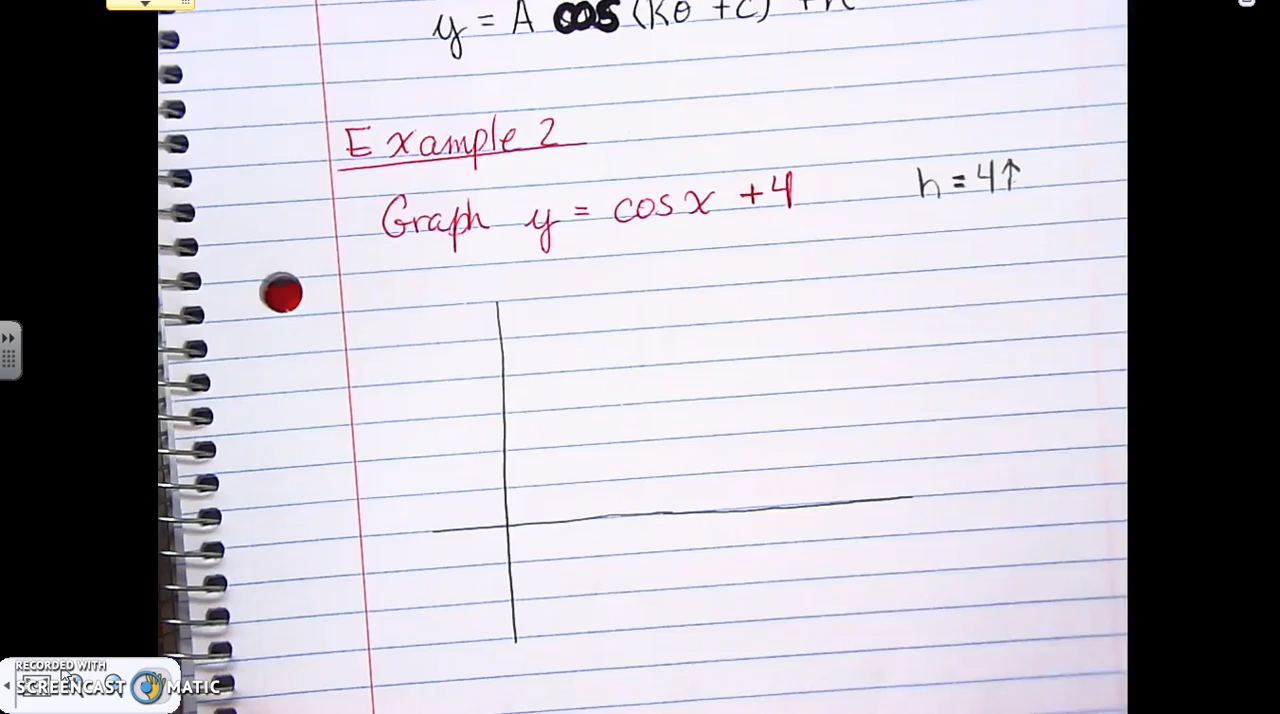 y = A cos (kθ + c) + h
Example 2
Graph y = cos x + 4
h = 4↑
RECORDED WITH
SCREENCAST MATIC